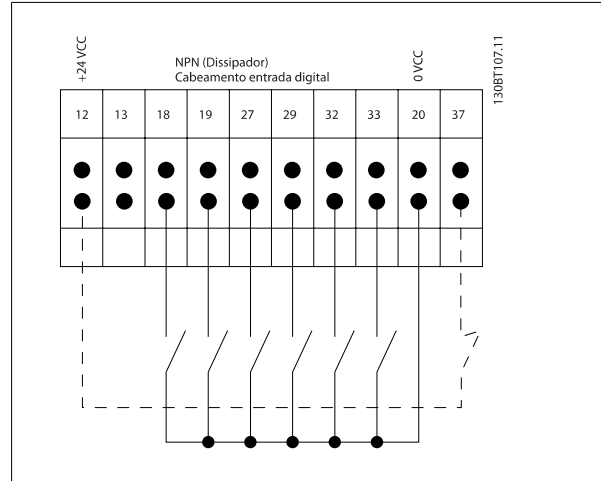 +24 VCC
NPN (Dissipador)
Cabeamento entrada digital
0 VCC
130BT107.11
12 13 18 19 27 29 32 33 20 37